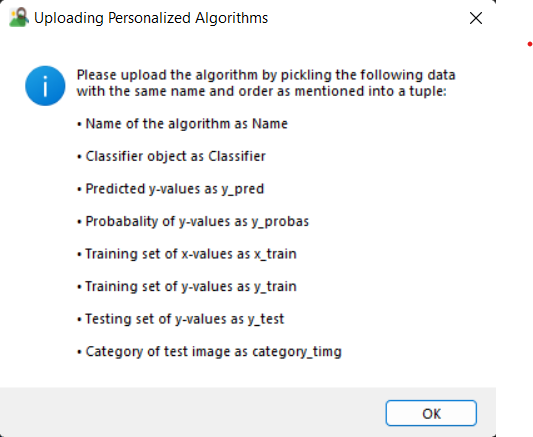 Uploading Personalized Algorithms
Please upload the algorithm by pickling the following data
with the same name and order as mentioned into a tuple:
• Name of the algorithm as Name
• Classifier object as Classifier
• Predicted y-values as y_pred
• Probabality of y-values as y_probas
• Training set of x-values as x_train
• Training set of y-values as y_train
• Testing set of y-values as y_test
• Category of test image as category_timg
OK